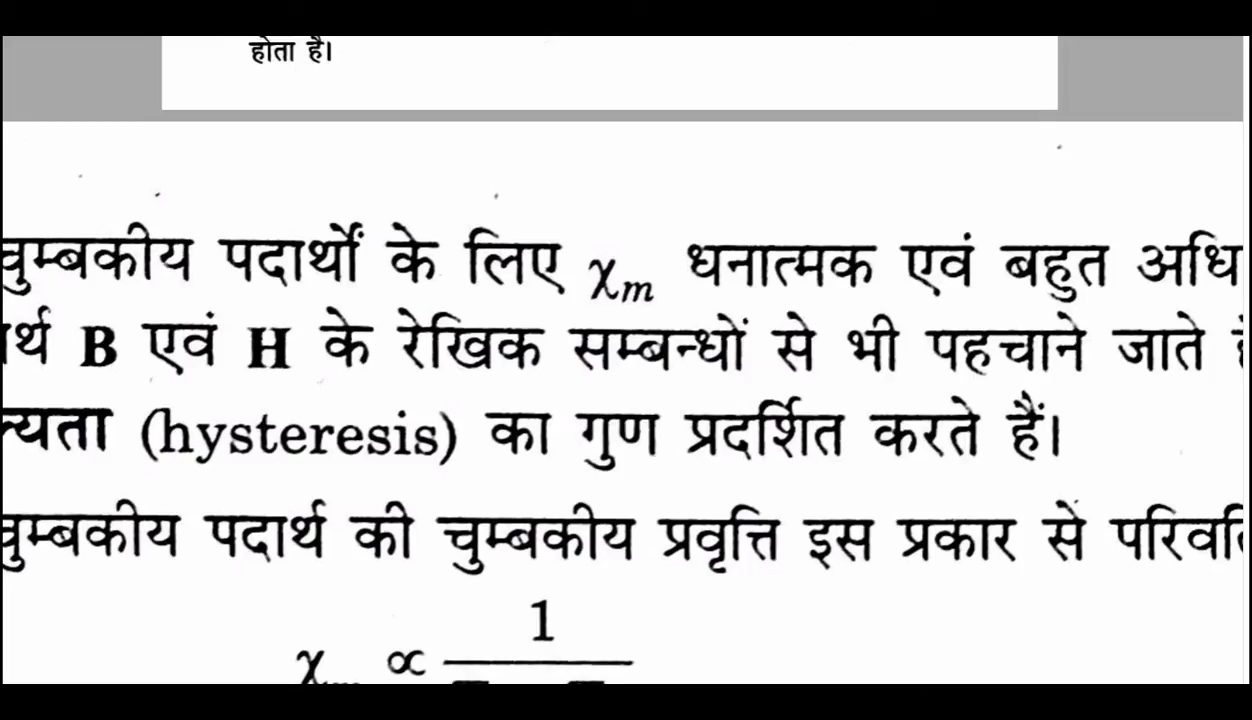 होता है।
चुम्बकीय पदार्थों के लिए χm धनात्मक एवं बहुत अधि
र्थ B एवं H के रेखिक सम्बन्धों से भी पहचाने जाते
त्यता (hysteresis) का गुण प्रदर्शित करते हैं।
चुम्बकीय पदार्थ की चुम्बकीय प्रवृत्ति इस प्रकार से परिवर्ति
χm ∝ 1